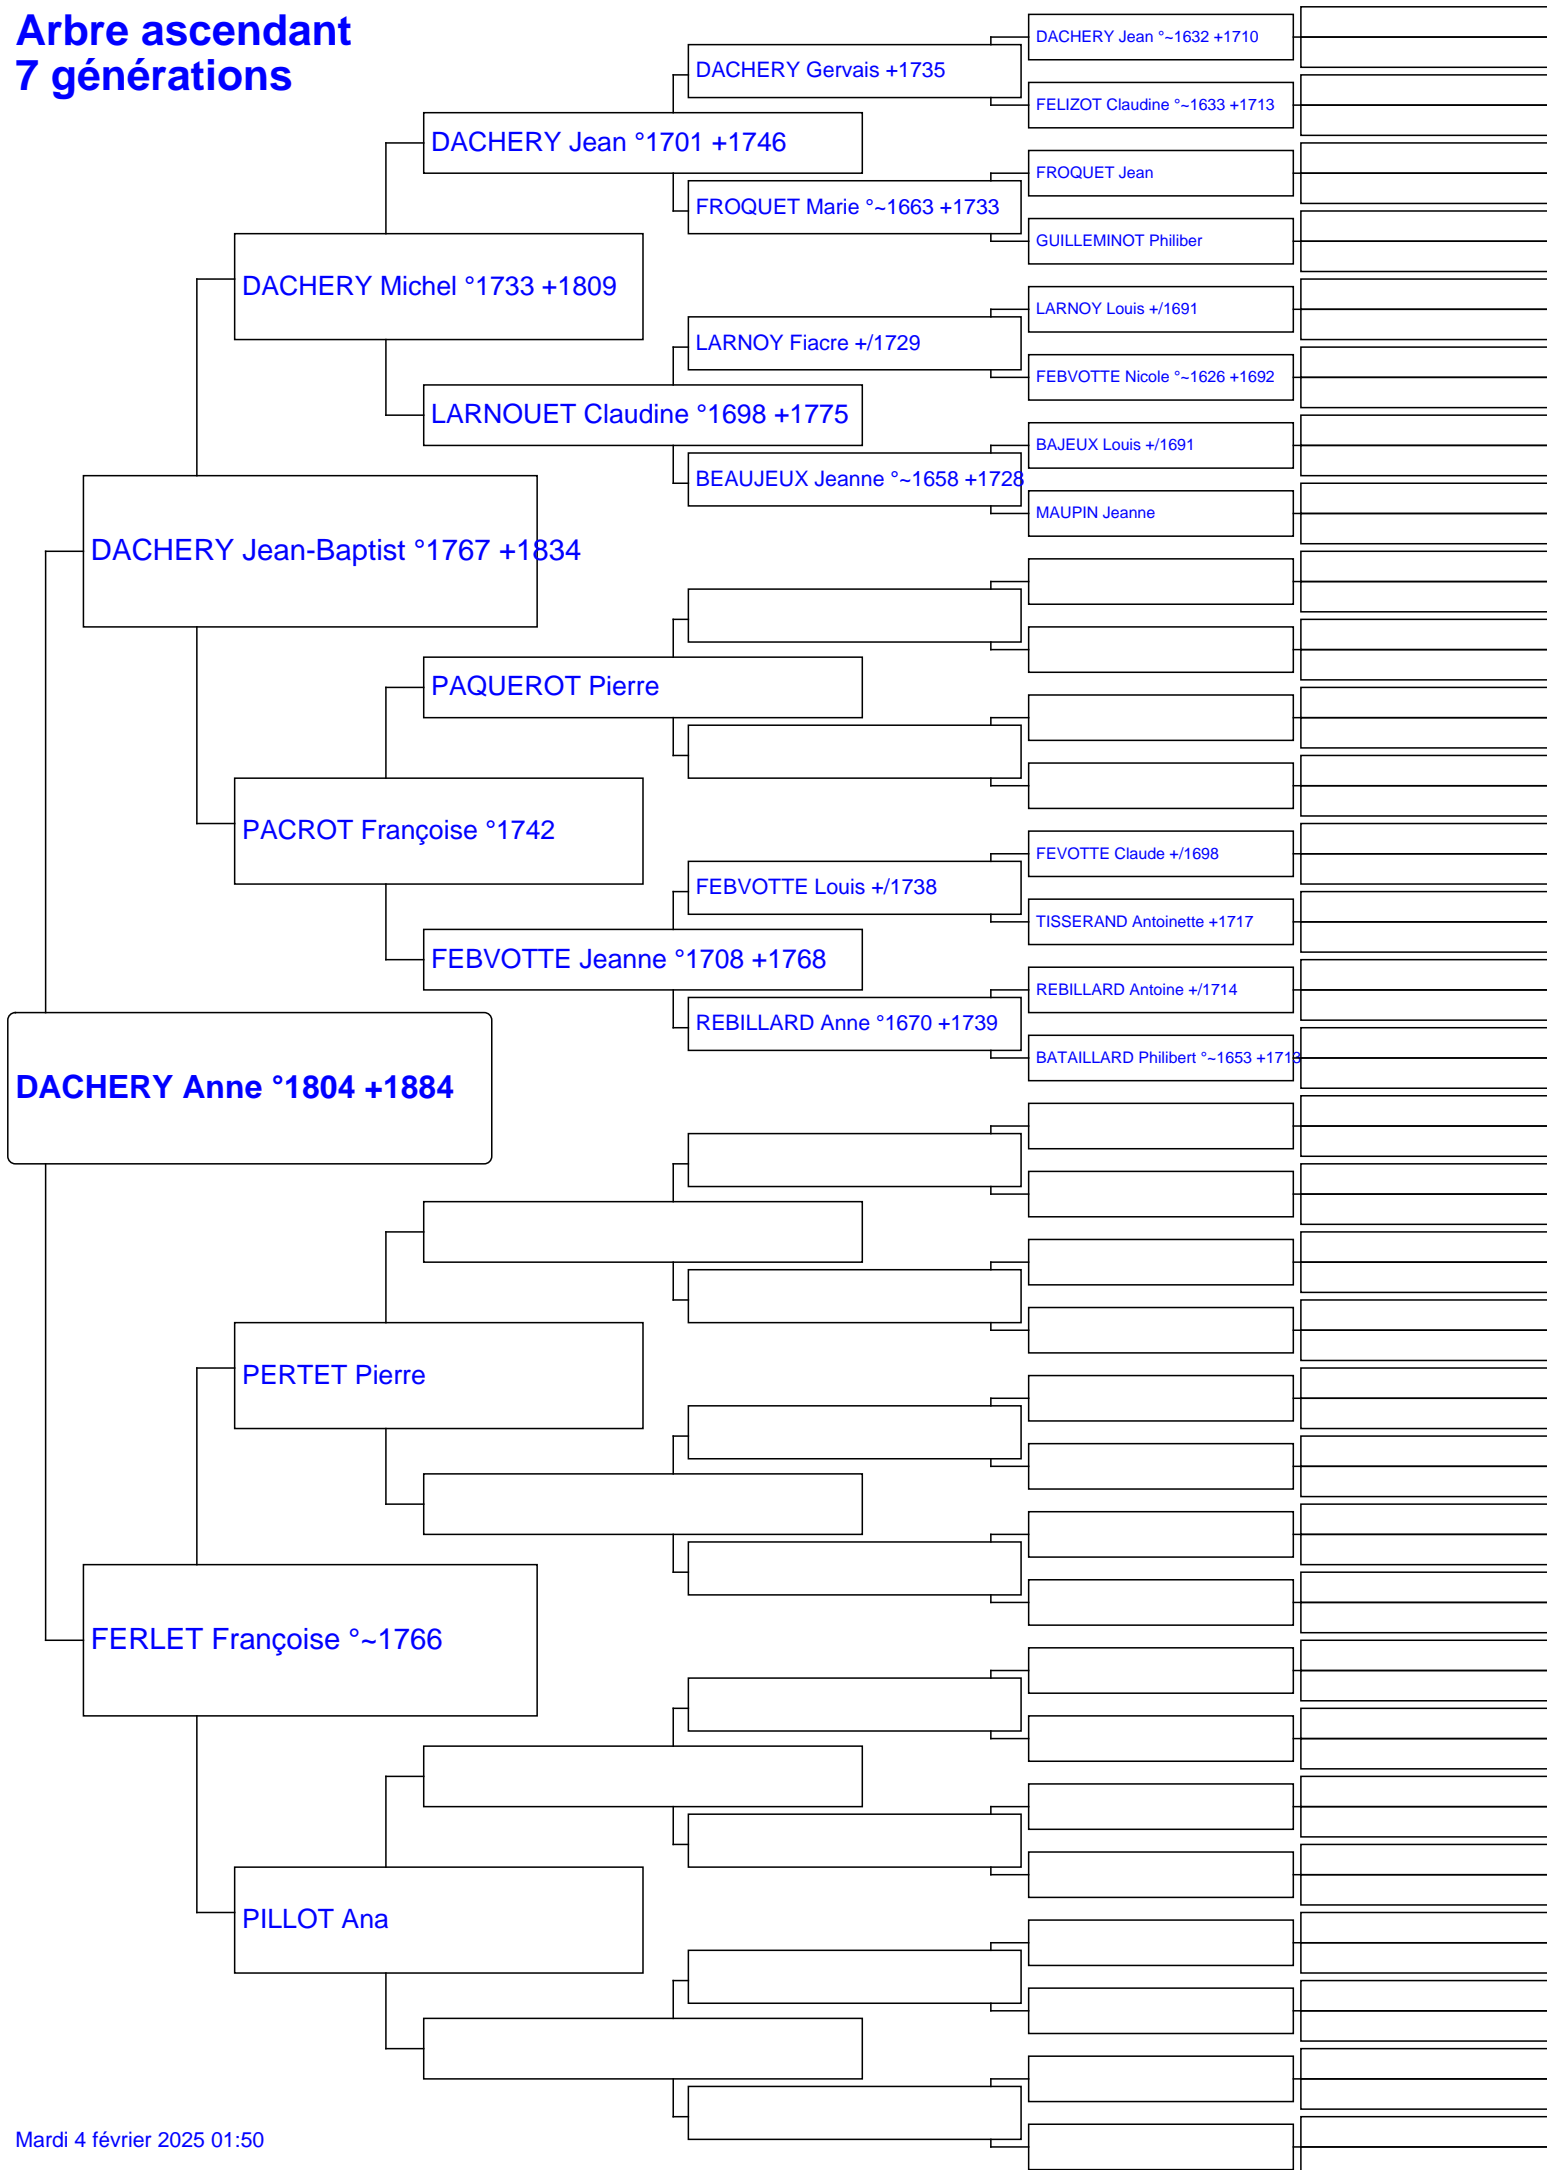 Arbre ascendant
7 générations
DACHERY Jean °~1632 +1710
DACHERY Gervais +1735
FELIZOT Claudine °~1633 +1713
DACHERY Jean °1701 +1746
FROQUET Jean
FROQUET Marie °~1663 +1733
GUILLEMINOT Philiber
DACHERY Michel °1733 +1809
LARNOY Louis +/1691
LARNOY Fiacre +/1729
FEBVOTTE Nicole °~1626 +1692
LARNOUET Claudine °1698 +1775
BAJEUX Louis +/1691
BEAUJEUX Jeanne °~1658 +1728
MAUPIN Jeanne
DACHERY Jean-Baptist °1767 +1834
PAQUEROT Pierre
PACROT Françoise °1742
FEVOTTE Claude +/1698
FEBVOTTE Louis +/1738
TISSERAND Antoinette +1717
FEBVOTTE Jeanne °1708 +1768
REBILLARD Antoine +/1714
REBILLARD Anne °1670 +1739
BATAILLARD Philibert °~1653 +1713
DACHERY Anne °1804 +1884
PERTET Pierre
FERLET Françoise °~1766
PILLOT Ana
Mardi 4 février 2025 01:50